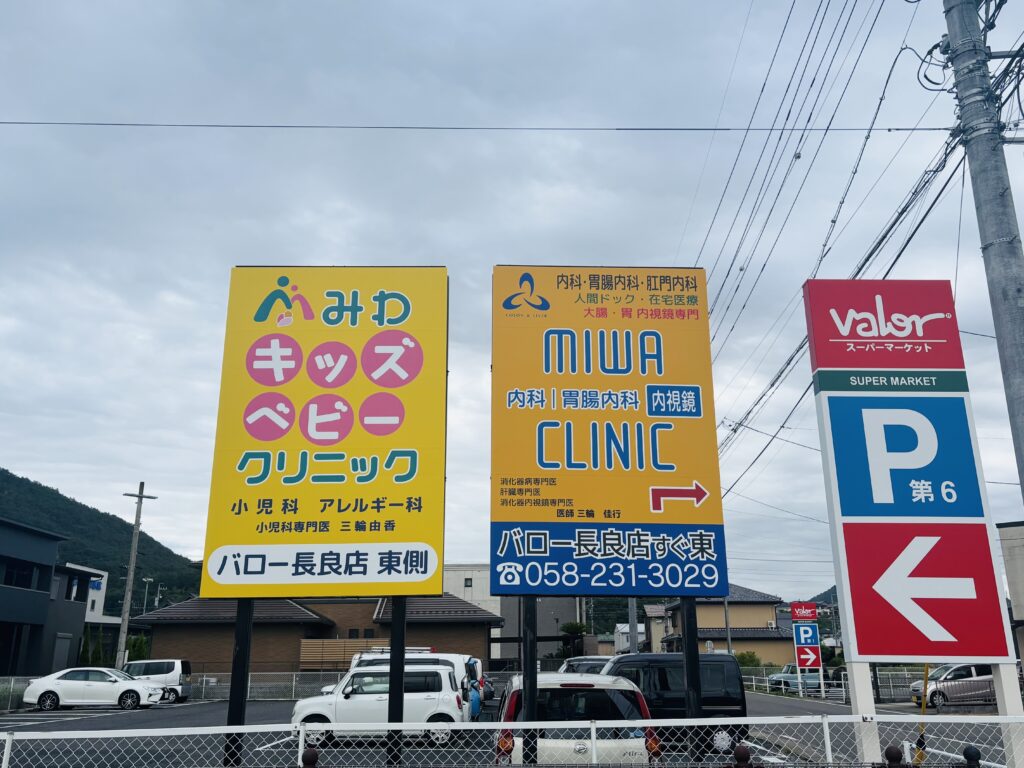 みわ
キッズ
ベビー
クリニック
小児科 アレルギー科
小児科専門医 三輪由香
バロー長良店 東側
内科・胃腸内科・肛門内科
人間ドック・在宅医療
大腸・胃 内視鏡専門
MIWA
内科|胃腸内科 内視鏡
CLINIC
消化器病専門医
肝臓専門医
消化器内視鏡専門医
医師 三輪 佳行
バロー長良店すぐ東
☎058-231-3029
valor®
スーパーマーケット
SUPER MARKET
P
第6
valor
P